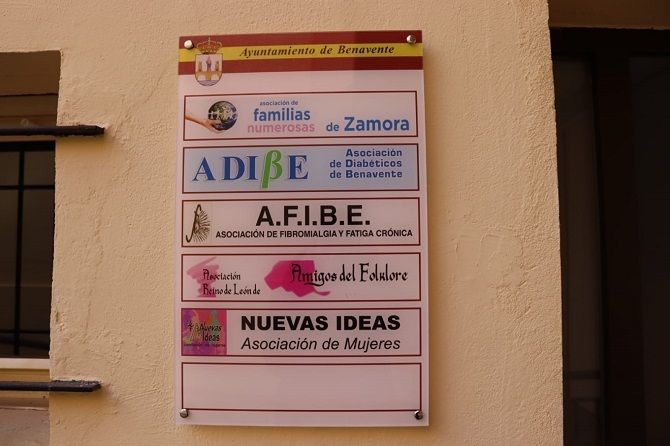 Ayuntamiento de Benavente
asociación de
familias
numerosas de Zamora
ADIBE
Asociación
de Diabéticos
de Benavente
A.F.I.B.E.
ASOCIACIÓN DE FIBROMIALGIA Y FATIGA CRÓNICA
Asociación Amigos del Folklore
Reino de León de
Nuevas
Ideas
NUEVAS IDEAS
Asociación de Mujeres